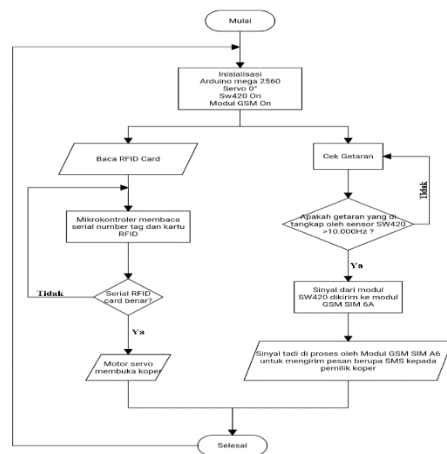 Mulai
Inisialisasi
Arduino mega 2560
Servo 0°
Sw420 On
Modul GSM On
Baca RFID Card
Mikrokontroler membaca
serial number tag dan kartu
RFID
Tiduk
Serial RFID
card benar?
Ya
Motor servo
membuka koper
Cek Getaran
Tiduk
Apakah getaran yang di
tangkap oleh sensor SW420
>10.000Hz ?
Ya
Sinyal dari modul
SW420 dikirim ke modul
GSM SIM 6A
Sinyal tadi di proses oleh Modul GSM SIM A6
untuk mengirim pesan berupa SMS kepada
pemilik koper
Selesai